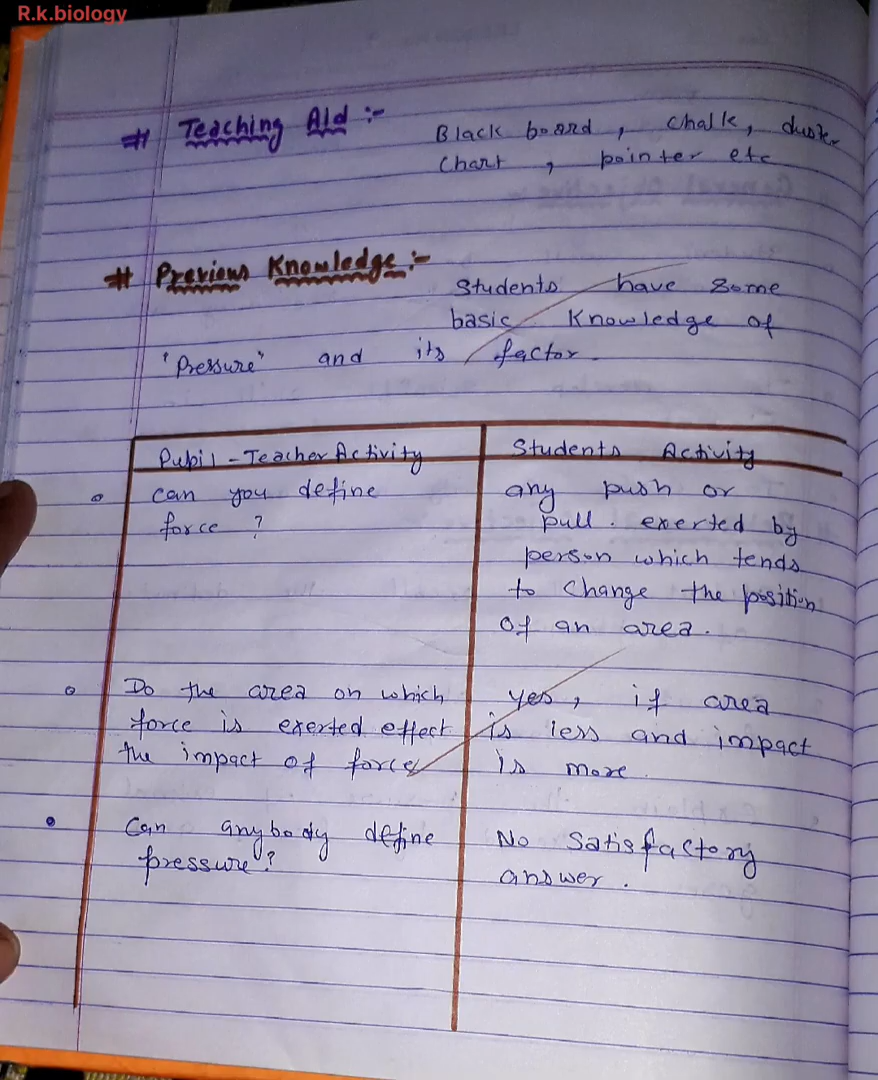 R.k.biology
# Teaching Aid :-
Black board, chalk, duster
chart, pointer etc
# Previous Knowledge :-
Students have some
basic Knowledge of
"Pressure" and its factor.
Pupil-Teacher Activity
Students Activity
can you define
force ?
any push or
pull. exerted by
person which tends
to change the position
of an area.
Do the area on which
force is exerted effect
the impact of force
yes, if area
is less and impact
is more.
Can anybody define
pressure?
No Satisfactory
answer.